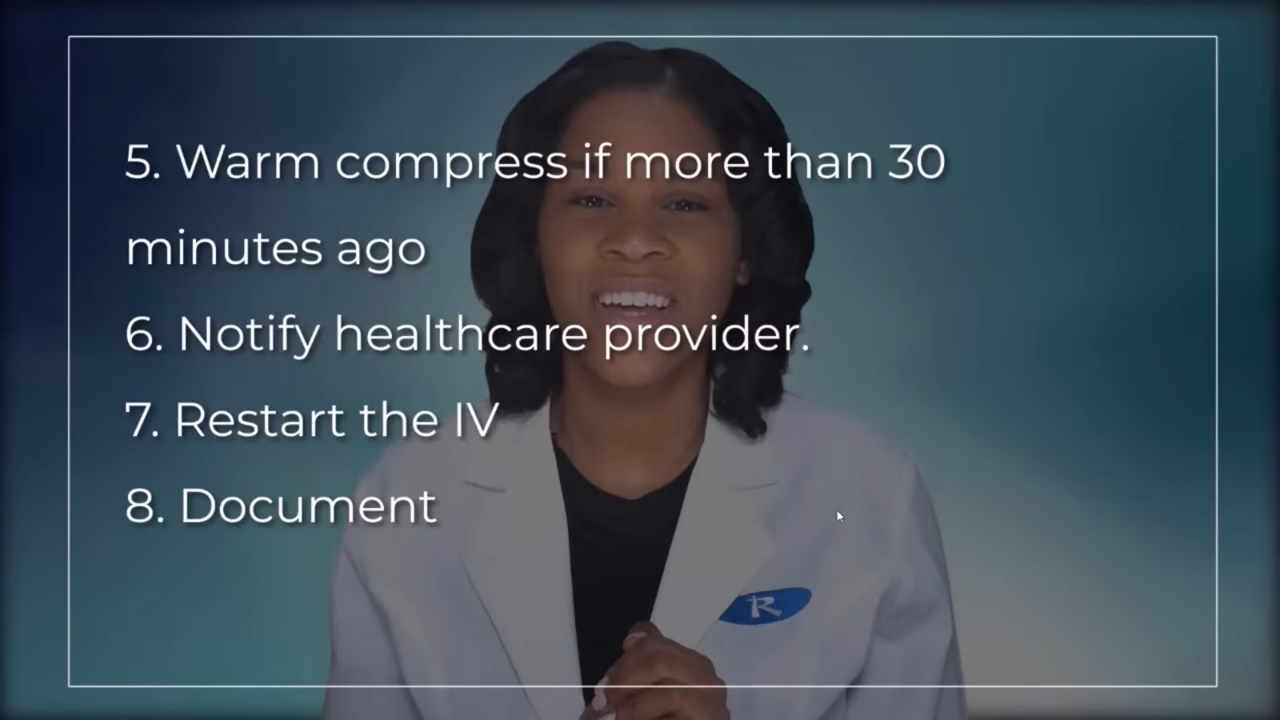 5. Warm compress if more than 30
minutes ago
6. Notify healthcare provider.
7. Restart the IV
8. Document
R